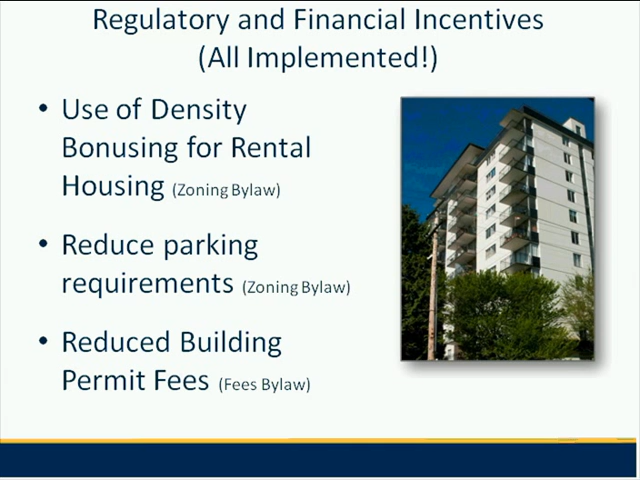 Regulatory and Financial Incentives
(All Implemented!)
• Use of Density
Bonusing for Rental
Housing (Zoning Bylaw)
• Reduce parking
requirements (Zoning Bylaw)
• Reduced Building
Permit Fees (Fees Bylaw)